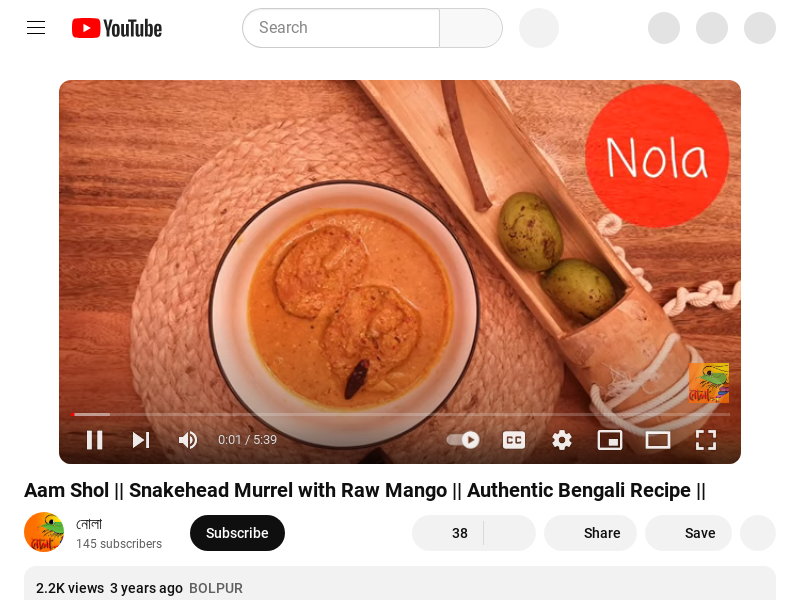 YouTube
Search
Nola
0:01 / 5:39
CC
Aam Shol || Snakehead Murrel with Raw Mango || Authentic Bengali Recipe ||
নোলা
145 subscribers
Subscribe
38
Share
Save
2.2K views 3 years ago BOLPUR